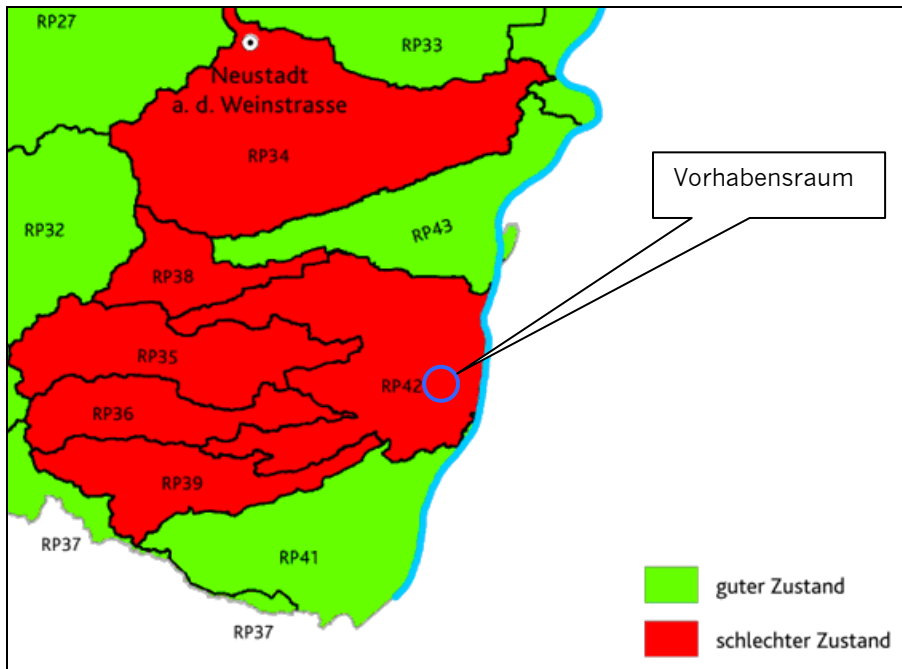 RP27
RP33
Neustadt
a. d. Weinstrasse
RP34
Vorhabensraum
RP32
RP43
RP38
RP35
RP42
RP36
RP39
RP37
RP41
guter Zustand
RP37
schlechter Zustand